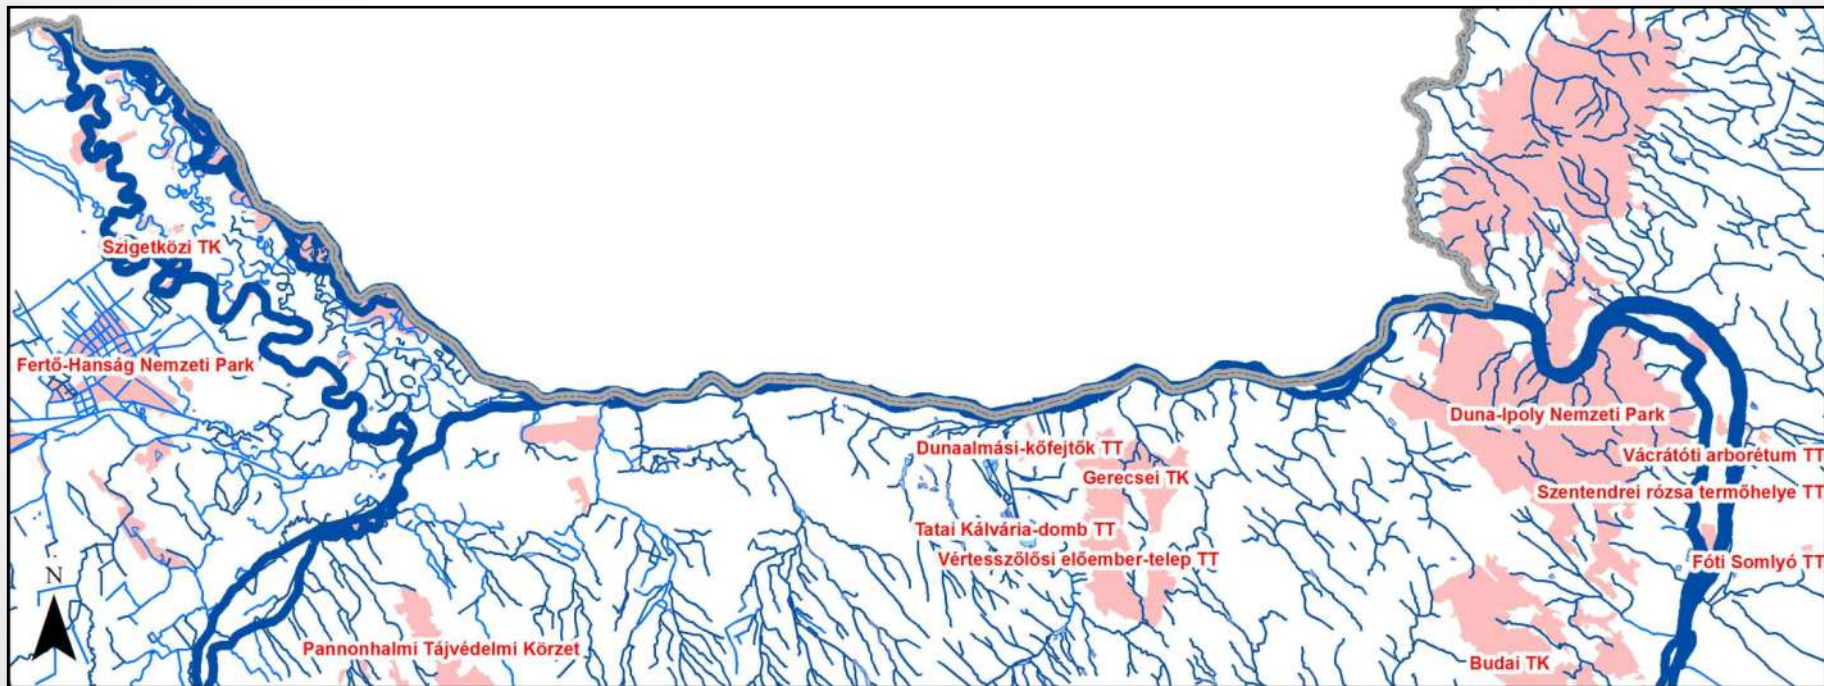 Szigetközi TK
Fertő-Hanság Nemzeti Park
Duna-Ipoly Nemzeti Park
Dunaalmási-kőfejtők TT
Vácrátóti arborétum TT
Gerecsei TK
Szentendrei rózsa termőhelye TT
Tatai Kálvária-domb TT
Vértesszőlősi előember-telep TT
Fóti Somlyó TT
N
Pannonhalmi Tájvédelmi Körzet
Budai TK